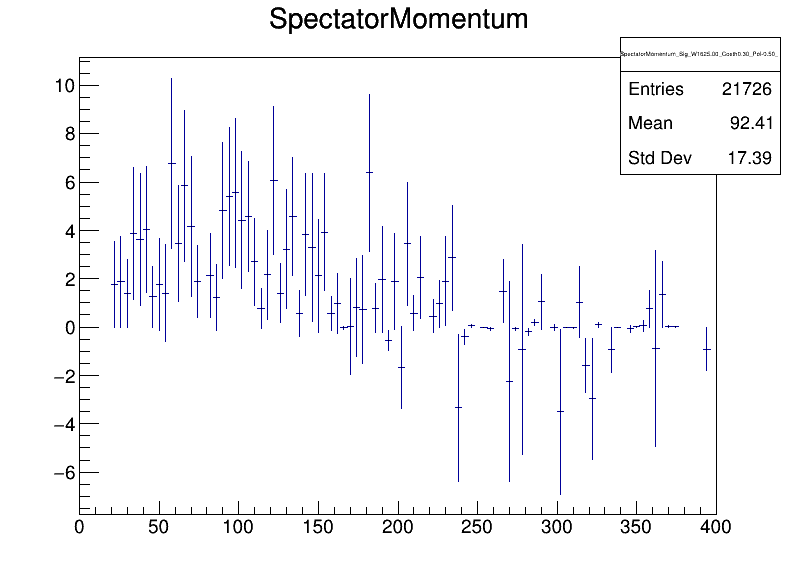 SpectatorMomentum
SpectatorMomentum_Sig_W1625.00_Costh0.30_Pol-0.50_
Entries 21726
Mean 92.41
Std Dev 17.39
10
8
6
4
2
0
−2
−4
−6
0 50 100 150 200 250 300 350 400